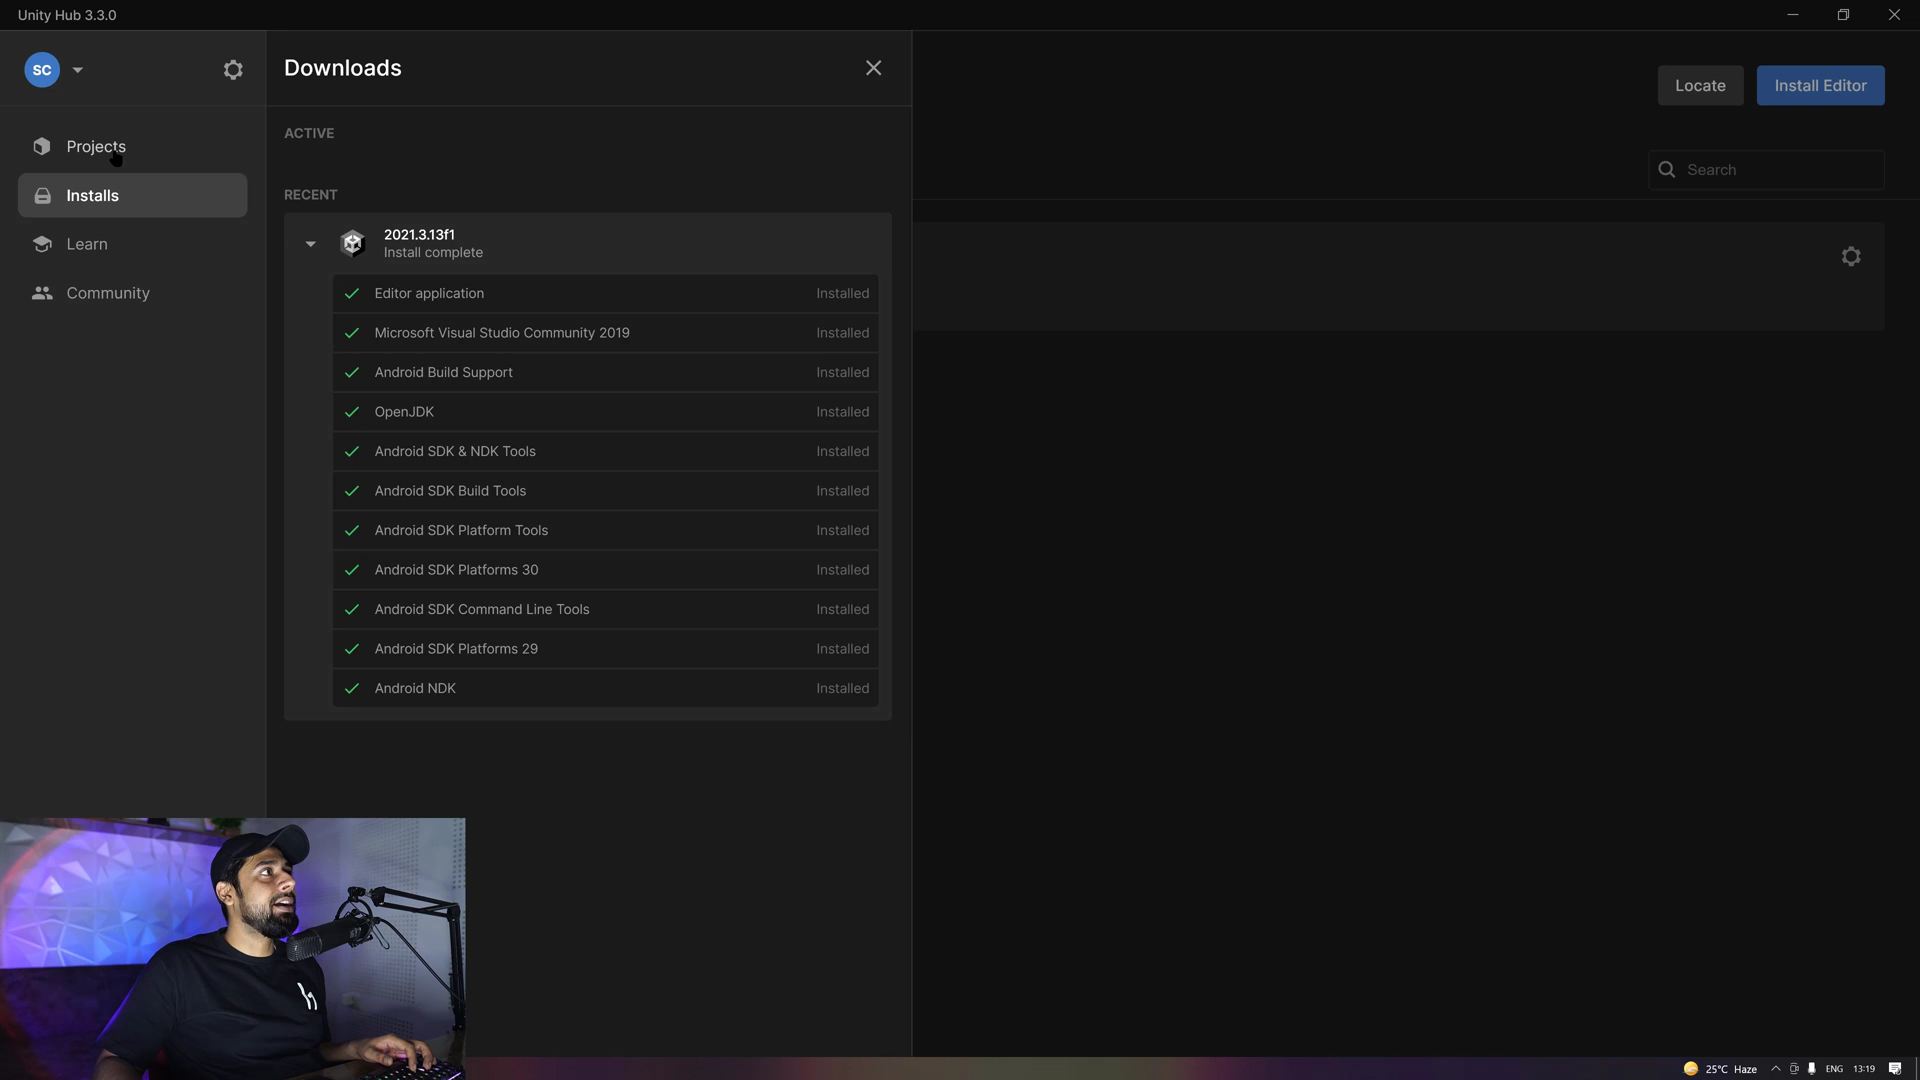 Unity Hub 3.3.0
SC
Downloads
Locate
Install Editor
ACTIVE
Projects
Search
RECENT
Installs
2021.3.13f1
Install complete
Learn
Community
Editor application Installed
Microsoft Visual Studio Community 2019 Installed
Android Build Support Installed
OpenJDK Installed
Android SDK & NDK Tools Installed
Android SDK Build Tools Installed
Android SDK Platform Tools Installed
Android SDK Platforms 30 Installed
Android SDK Command Line Tools Installed
Android SDK Platforms 29 Installed
Android NDK Installed
25°C Haze
ENG
13:19